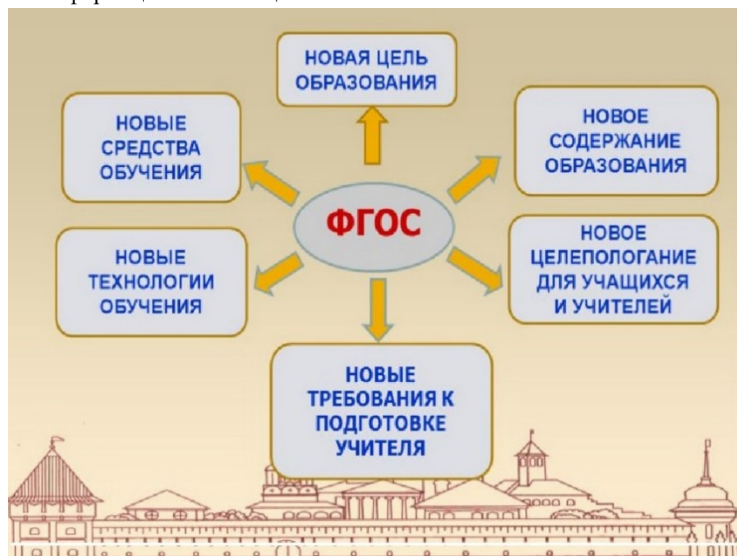 НОВАЯ ЦЕЛЬ
ОБРАЗОВАНИЯ
НОВЫЕ
СРЕДСТВА
ОБУЧЕНИЯ
НОВОЕ
СОДЕРЖАНИЕ
ОБРАЗОВАНИЯ
ФГОС
НОВЫЕ
ТЕХНОЛОГИИ
ОБУЧЕНИЯ
НОВОЕ
ЦЕЛЕПОЛОГАНИЕ
ДЛЯ УЧАЩИХСЯ
И УЧИТЕЛЕЙ
НОВЫЕ
ТРЕБОВАНИЯ К
ПОДГОТОВКЕ
УЧИТЕЛЯ